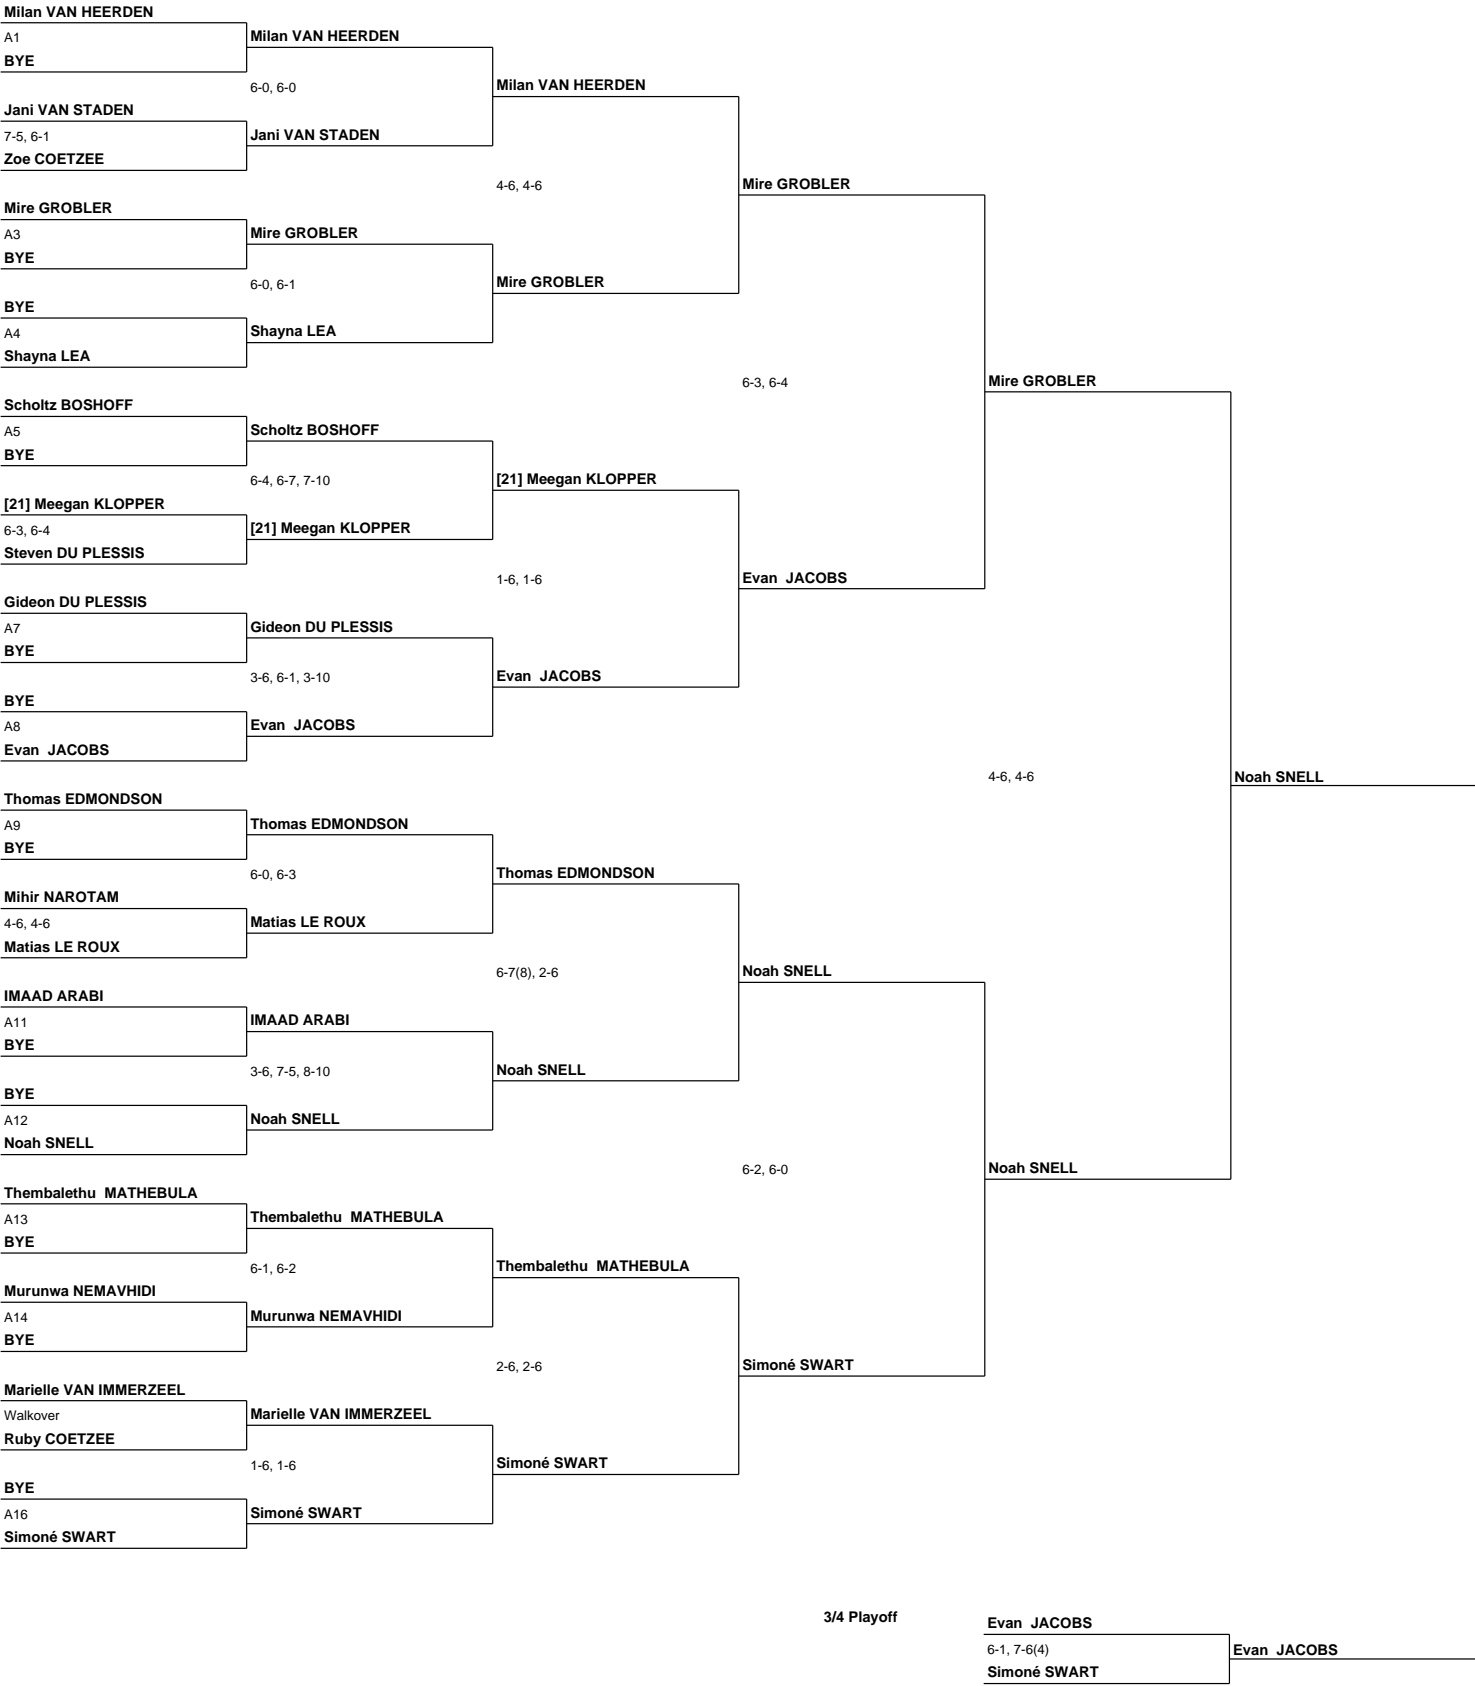 Milan VAN HEERDEN
A1
BYE
Jani VAN STADEN
7-5, 6-1
Zoe COETZEE
Mire GROBLER
A3
BYE
BYE
A4
Shayna LEA
Scholtz BOSHOFF
A5
BYE
[21] Meegan KLOPPER
6-3, 6-4
Steven DU PLESSIS
Gideon DU PLESSIS
A7
BYE
BYE
A8
Evan  JACOBS
Thomas EDMONDSON
A9
BYE
Mihir NAROTAM
4-6, 4-6
Matias LE ROUX
IMAAD ARABI
A11
BYE
BYE
A12
Noah SNELL
Thembalethu  MATHEBULA
A13
BYE
Murunwa NEMAVHIDI
A14
BYE
Marielle VAN IMMERZEEL
Walkover
Ruby COETZEE
BYE
A16
Simoné SWART
Milan VAN HEERDEN
6-0, 6-0
Jani VAN STADEN
Mire GROBLER
6-0, 6-1
Shayna LEA
Scholtz BOSHOFF
6-4, 6-7, 7-10
[21] Meegan KLOPPER
Gideon DU PLESSIS
3-6, 6-1, 3-10
Evan  JACOBS
Thomas EDMONDSON
6-0, 6-3
Matias LE ROUX
IMAAD ARABI
3-6, 7-5, 8-10
Noah SNELL
Thembalethu  MATHEBULA
6-1, 6-2
Murunwa NEMAVHIDI
Marielle VAN IMMERZEEL
1-6, 1-6
Simoné SWART
Milan VAN HEERDEN
4-6, 4-6
Mire GROBLER
[21] Meegan KLOPPER
1-6, 1-6
Evan  JACOBS
Thomas EDMONDSON
6-7(8), 2-6
Noah SNELL
Thembalethu  MATHEBULA
2-6, 2-6
Simoné SWART
Mire GROBLER
6-3, 6-4
Evan  JACOBS
Noah SNELL
6-2, 6-0
Simoné SWART
Mire GROBLER
4-6, 4-6
Noah SNELL
Noah SNELL
3/4 Playoff
Evan  JACOBS
6-1, 7-6(4)
Simoné SWART
Evan  JACOBS